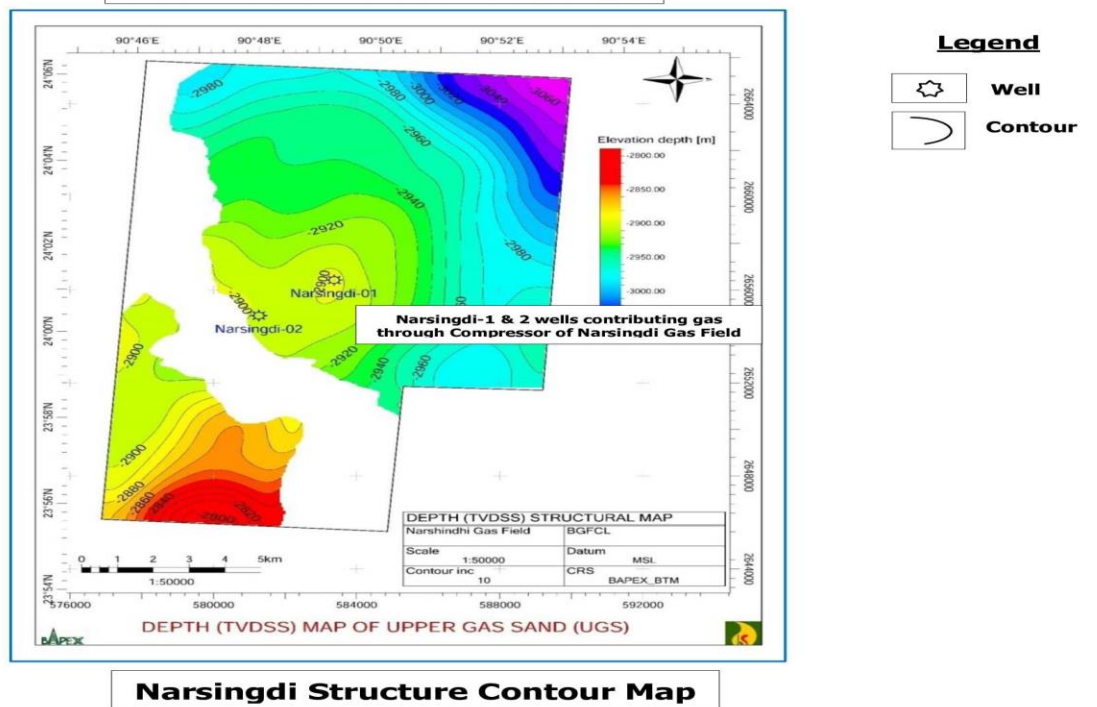 90°46'E 90°48'E 90°50'E 90°52'E 90°54'E
24°06'N
24°04'N
24°02'N
24°00'N
23°58'N
23°56'N
23°54'N
2664000
2660000
2656000
2652000
2648000
2644000
-2980
-2980
-3000
-3020
-3040
-3060
-2960
-2940
-2920
-2980
-2900
-2900
Narsingdi-01
Narsingdi-02
-2920
-2940
-2960
-2900
-2900
-2880
-2860
-2840
-2800
-2820
Elevation depth [m]
-2800.00
-2850.00
-2900.00
-2950.00
-3000.00
Narsingdi-1 & 2 wells contributing gas
through Compressor of Narsingdi Gas Field
DEPTH (TVDSS) STRUCTURAL MAP
Narshindhi Gas Field BGFCL
Scale 1:50000 Datum MSL
Contour inc 10 CRS BAPEX_BTM
0 1 2 3 4 5km
1:50000
576000 580000 584000 588000 592000
BAPEX
DEPTH (TVDSS) MAP OF UPPER GAS SAND (UGS)
Narsingdi Structure Contour Map
Legend
Well
Contour